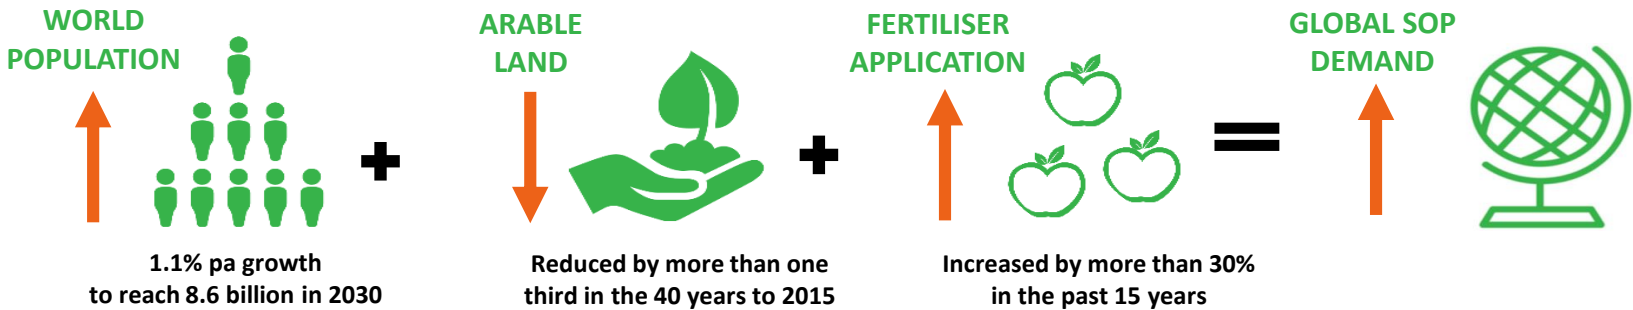 WORLD
POPULATION
1.1% pa growth
to reach 8.6 billion in 2030
ARABLE
LAND
Reduced by more than one
third in the 40 years to 2015
FERTILISER
APPLICATION
Increased by more than 30%
in the past 15 years
GLOBAL SOP
DEMAND